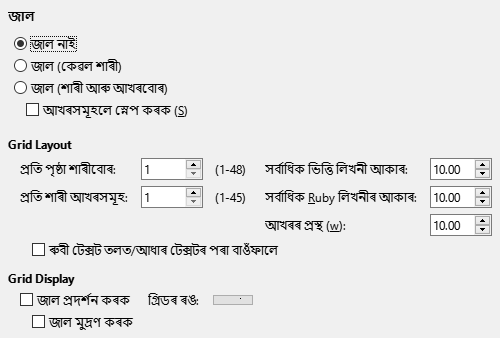 জাল
জাল নাই
জাল (কেৱল শাৰী)
জাল (শাৰী আৰু আখৰবোৰ)
আখৰসমূহলে স্নেপ কৰক (S)
Grid Layout
প্ৰতি পৃষ্ঠা শাৰীবোৰ: 1 (1-48) সৰ্বাধিক ভিত্তি লিখনী আকাৰ: 10.00
প্ৰতি শাৰী আখৰসমূহ: 1 (1-45) সৰ্বাধিক Ruby লিখনীৰ আকাৰ: 10.00
আখৰৰ প্ৰস্থ (w): 10.00
ৰুবী টেক্সট তলত/আধাৰ টেক্সটৰ পৰা বাওঁফালে
Grid Display
জাল প্ৰদৰ্শন কৰক গ্ৰিডৰ ৰঙ:
জাল মুদ্ৰণ কৰক